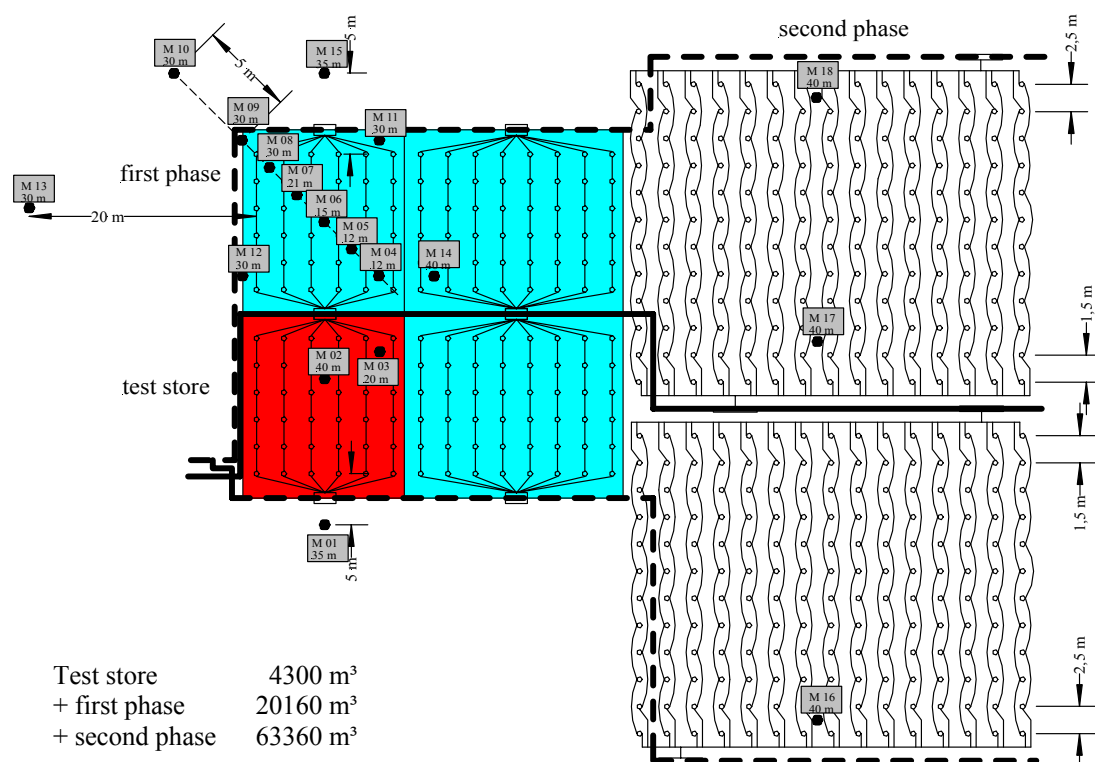 second phase
M 10
30 m
M 15
35 m
5 m
5 m
M 18
40 m
2,5 m
M 09
30 m
M 11
30 m
M 08
30 m
first phase
M 07
21 m
M 13
30 m
20 m
M 06
15 m
M 05
12 m
M 12
30 m
M 04
12 m
M 14
40 m
M 17
40 m
1,5 m
test store
M 02
40 m
M 03
20 m
M 01
35 m
5 m
1,5 m
M 16
40 m
2,5 m
Test store 4300 m³
+ first phase 20160 m³
+ second phase 63360 m³